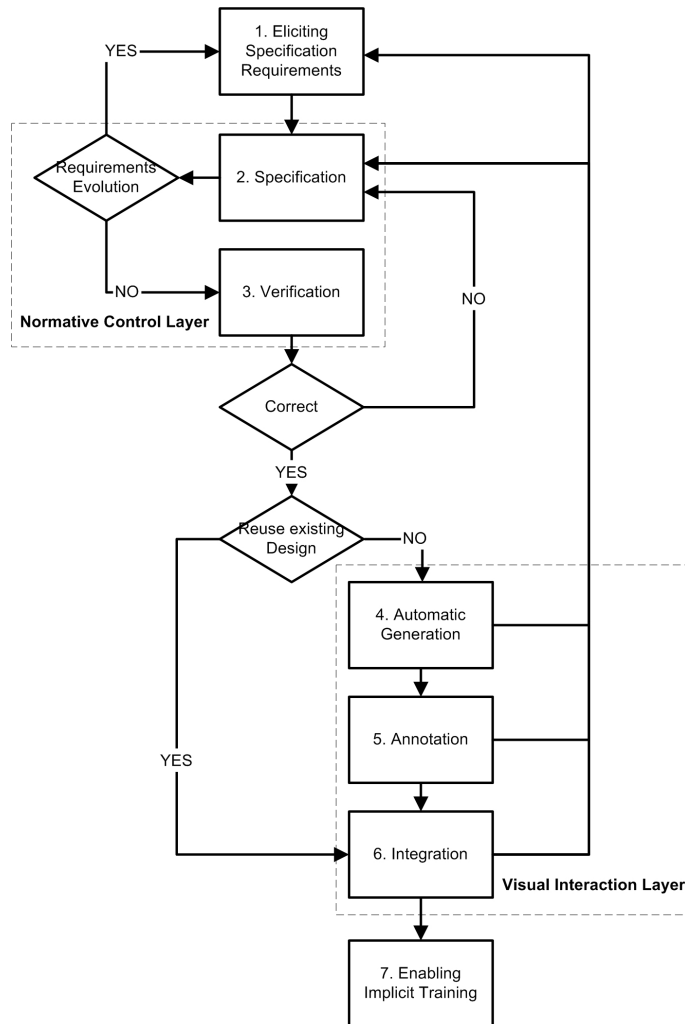 1. Eliciting
Specification
Requirements
YES
Requirements
Evolution
2. Specification
NO
3. Verification
NO
Normative Control Layer
Correct
YES
Reuse existing
Design
NO
4. Automatic
Generation
5. Annotation
YES
6. Integration
Visual Interaction Layer
7. Enabling
Implicit Training